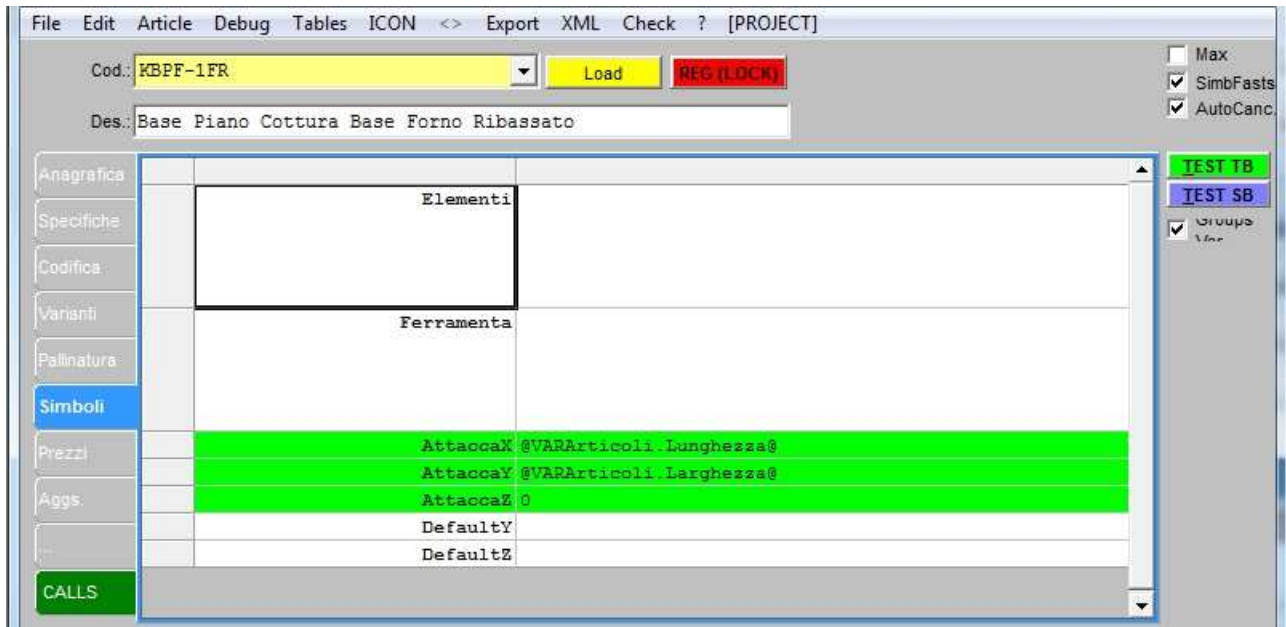 File Edit Article Debug Tables ICON <> Export XML Check ? [PROJECT]
Cod.: KBPF-1FR Load REG (LOCK)
Max
SimbFasts
AutoCanc.
Des.: Base Piano Cottura Base Forno Ribassato
TEST TB
TEST SB
Groups
Anagrafica
Specifiche
Codifica
Varianti
Pallinatura
Simboli
Prezzi
Aggs.
...
CALLS
Elementi
Ferramenta
AttaccaX @VARArticoli.Lunghezza@
AttaccaY @VARArticoli.Larghezza@
AttaccaZ 0
DefaultY
DefaultZ